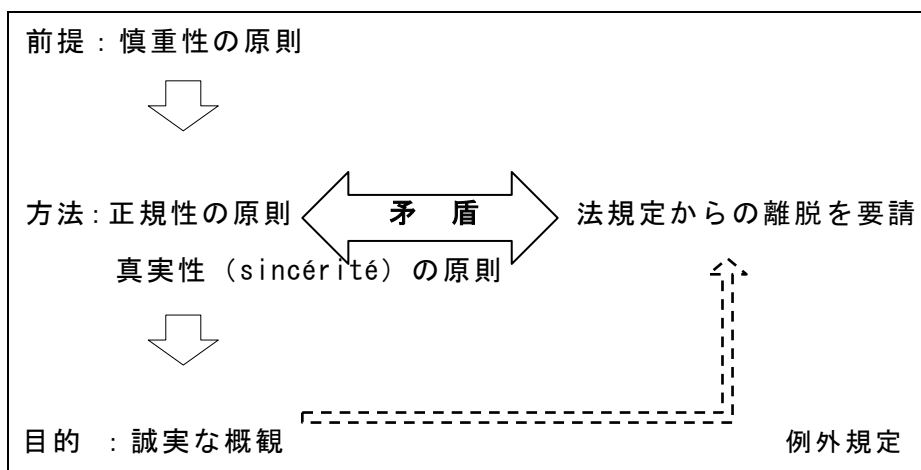 前提：慎重性の原則
方法：正規性の原則 矛 盾 法規定からの離脱を要請
真実性（sincérité）の原則
目的 ：誠実な概観 例外規定